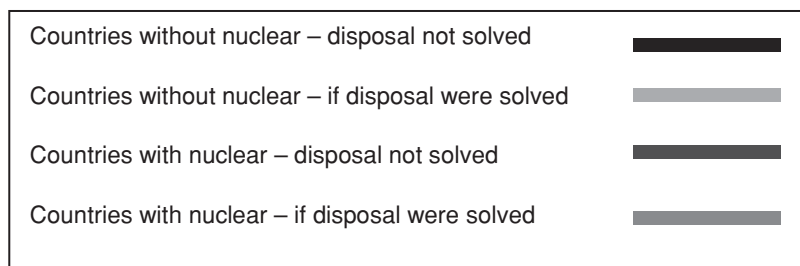 Countries without nuclear – disposal not solved
Countries without nuclear – if disposal were solved
Countries with nuclear – disposal not solved
Countries with nuclear – if disposal were solved